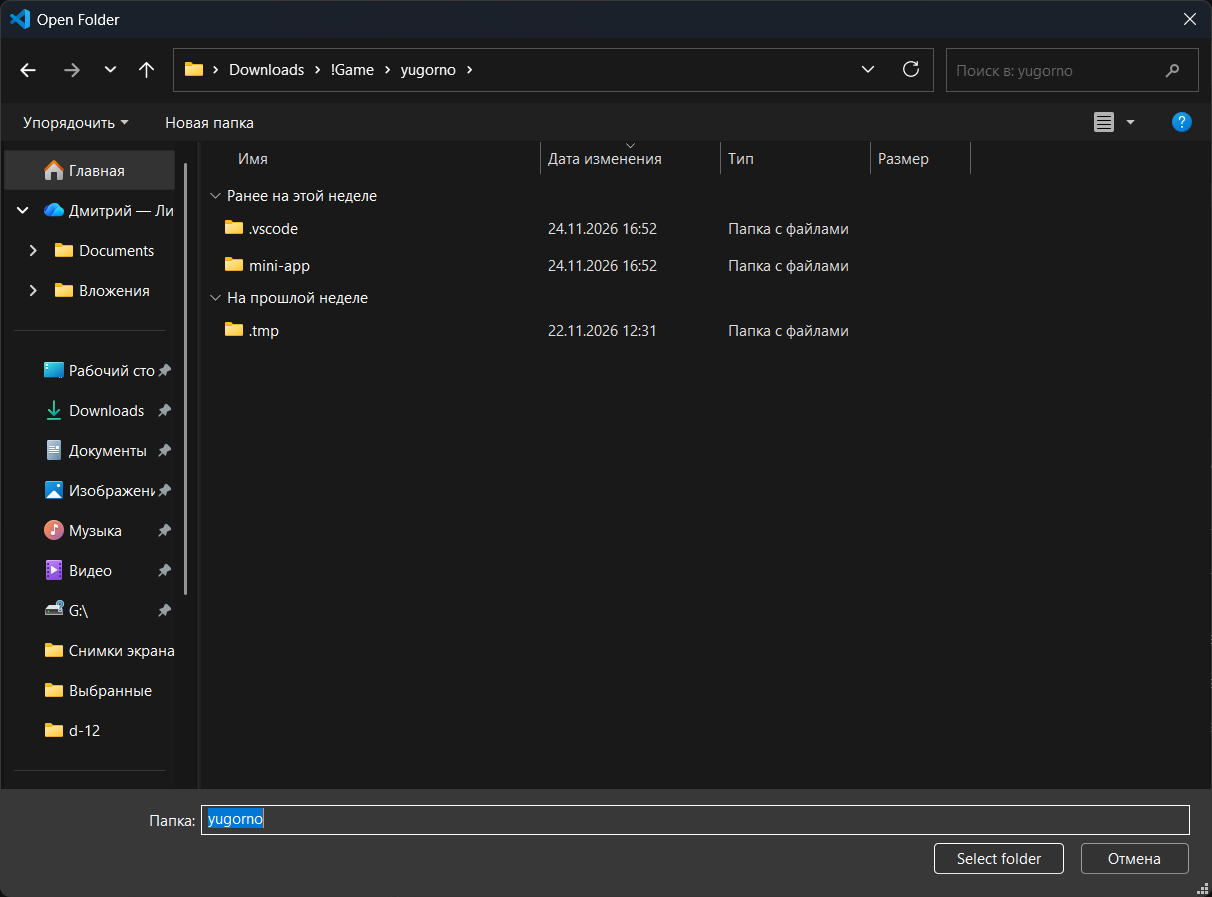 Open Folder
Downloads !Game yugorno
Поиск в: yugorno
Упорядочить Новая папка
Имя Дата изменения Тип Размер
Главная
Дмитрий — Ли
Documents
Вложения
Рабочий сто
Downloads
Документы
Изображени
Музыка
Видео
G:\
Снимки экрана
Выбранные
d-12
Ранее на этой неделе
.vscode 24.11.2026 16:52 Папка с файлами
mini-app 24.11.2026 16:52 Папка с файлами
На прошлой неделе
.tmp 22.11.2026 12:31 Папка с файлами
Папка: yugorno
Select folder Отмена